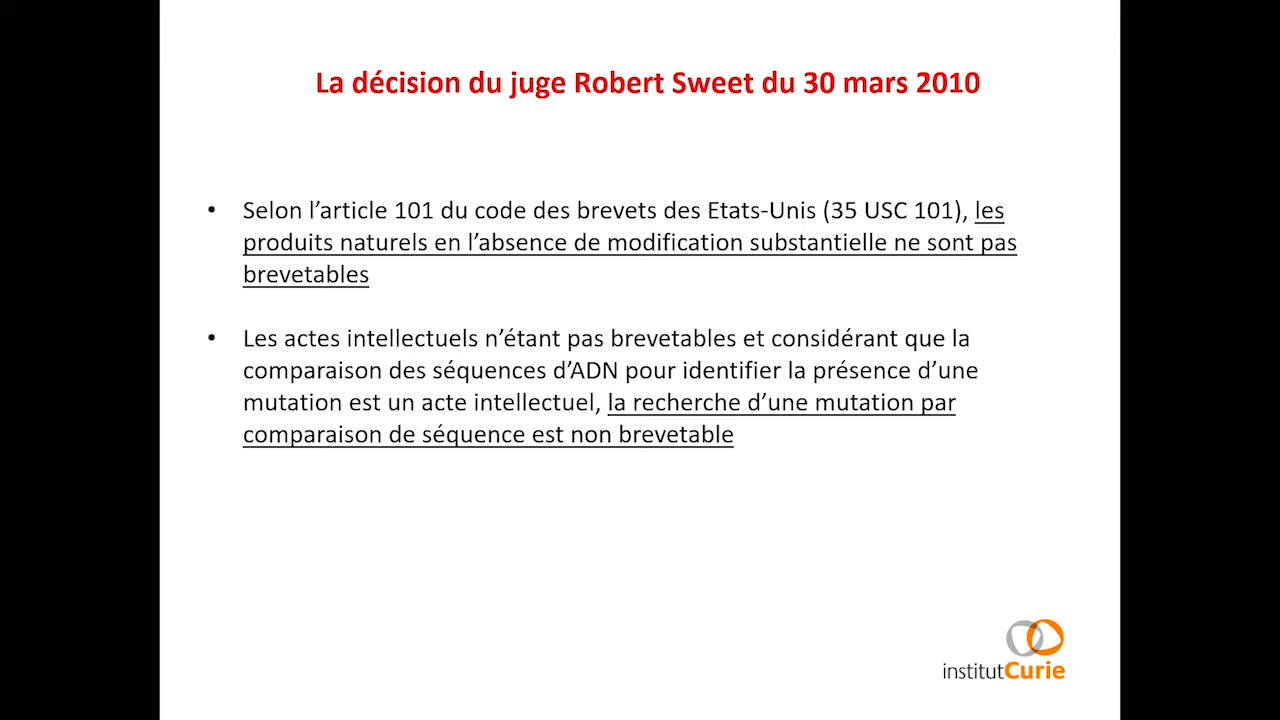 La décision du juge Robert Sweet du 30 mars 2010
• Selon l’article 101 du code des brevets des Etats-Unis (35 USC 101), les
produits naturels en l’absence de modification substantielle ne sont pas
brevetables
• Les actes intellectuels n’étant pas brevetables et considérant que la
comparaison des séquences d’ADN pour identifier la présence d’une
mutation est un acte intellectuel, la recherche d’une mutation par
comparaison de séquence est non brevetable
institutCurie